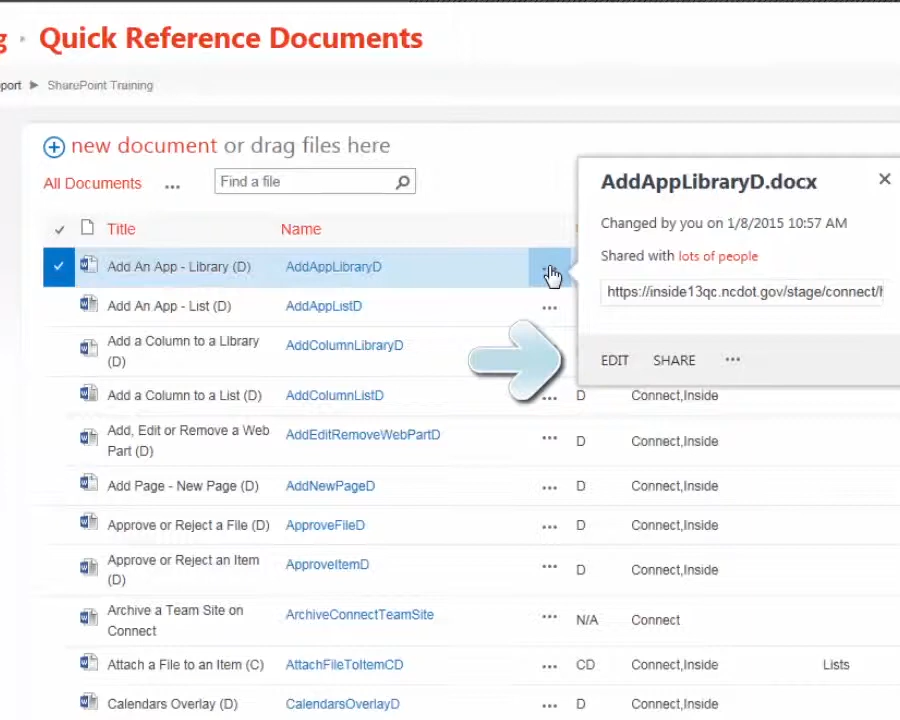 g ▸ Quick Reference Documents
port ▶ SharePoint Training
new document or drag files here
All Documents ... Find a file
Title Name
Add An App - Library (D) AddAppLibraryD
Add An App - List (D) AddAppListD ...
Add a Column to a Library
(D)
AddColumnLibraryD
Add a Column to a List (D) AddColumnListD ... D Connect,Inside
Add, Edit or Remove a Web
Part (D)
AddEditRemoveWebPartD ... D Connect,Inside
Add Page - New Page (D) AddNewPageD ... D Connect,Inside
Approve or Reject a File (D) ApproveFileD ... D Connect,Inside
Approve or Reject an Item
(D)
ApproveItemD ... D Connect,Inside
Archive a Team Site on
Connect
ArchiveConnectTeamSite ... N/A Connect
Attach a File to an Item (C) AttachFileToItemCD ... CD Connect,Inside Lists
Calendars Overlay (D) CalendarsOverlayD ... D Connect,Inside
AddAppLibraryD.docx
Changed by you on 1/8/2015 10:57 AM
Shared with lots of people
https://inside13qc.ncdot.gov/stage/connect/
EDIT SHARE ...